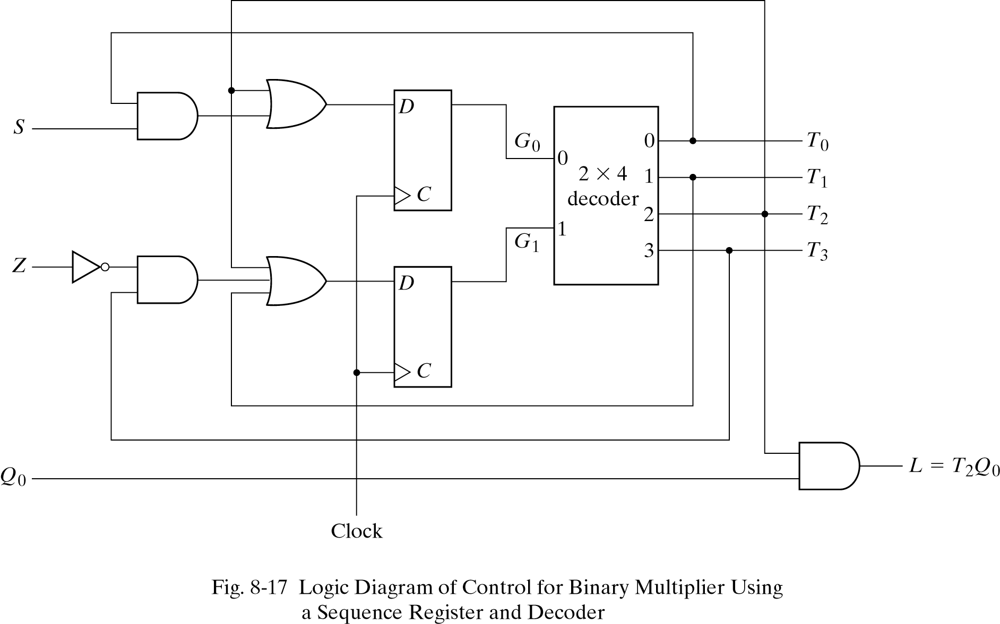 S
D
C
G₀
0
2 × 4
decoder
1
G₁
0
1
2
3
T₀
T₁
T₂
T₃
Z
D
C
Q₀
L = T₂Q₀
Clock
Fig. 8-17 Logic Diagram of Control for Binary Multiplier Using
a Sequence Register and Decoder